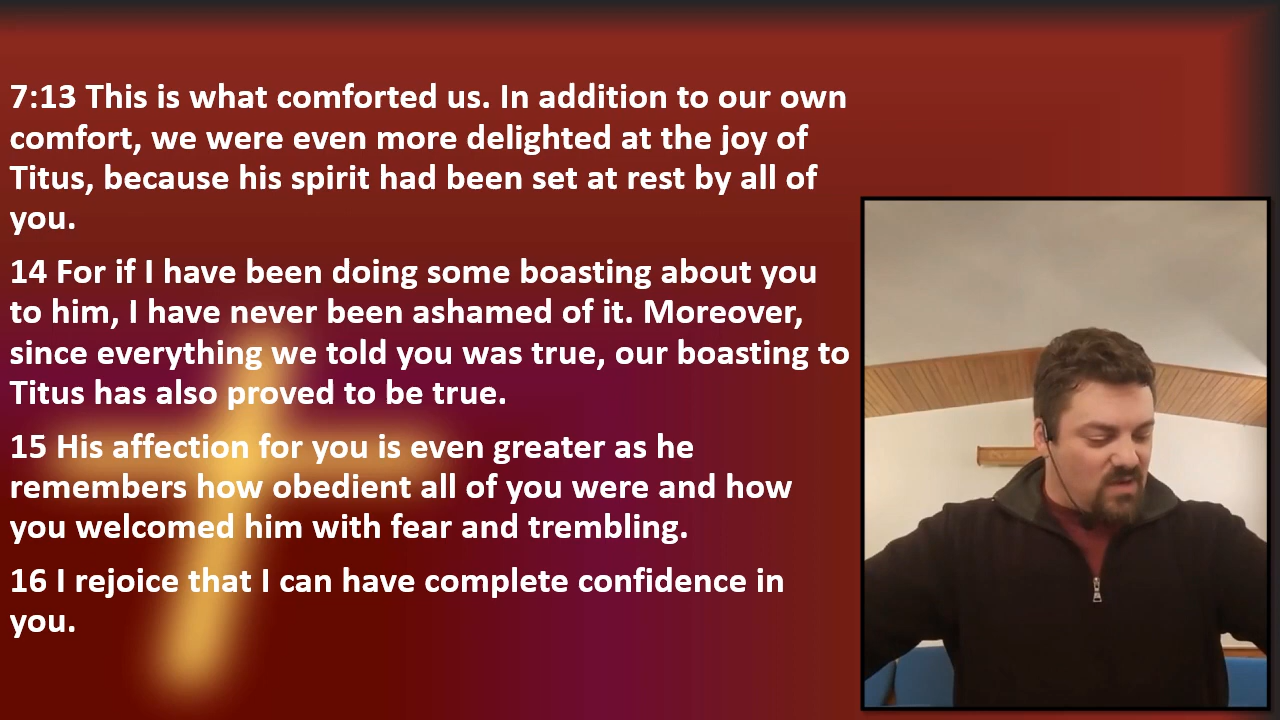 7:13 This is what comforted us. In addition to our own
comfort, we were even more delighted at the joy of
Titus, because his spirit had been set at rest by all of
you.
14 For if I have been doing some boasting about you
to him, I have never been ashamed of it. Moreover,
since everything we told you was true, our boasting to
Titus has also proved to be true.
15 His affection for you is even greater as he
remembers how obedient all of you were and how
you welcomed him with fear and trembling.
16 I rejoice that I can have complete confidence in
you.